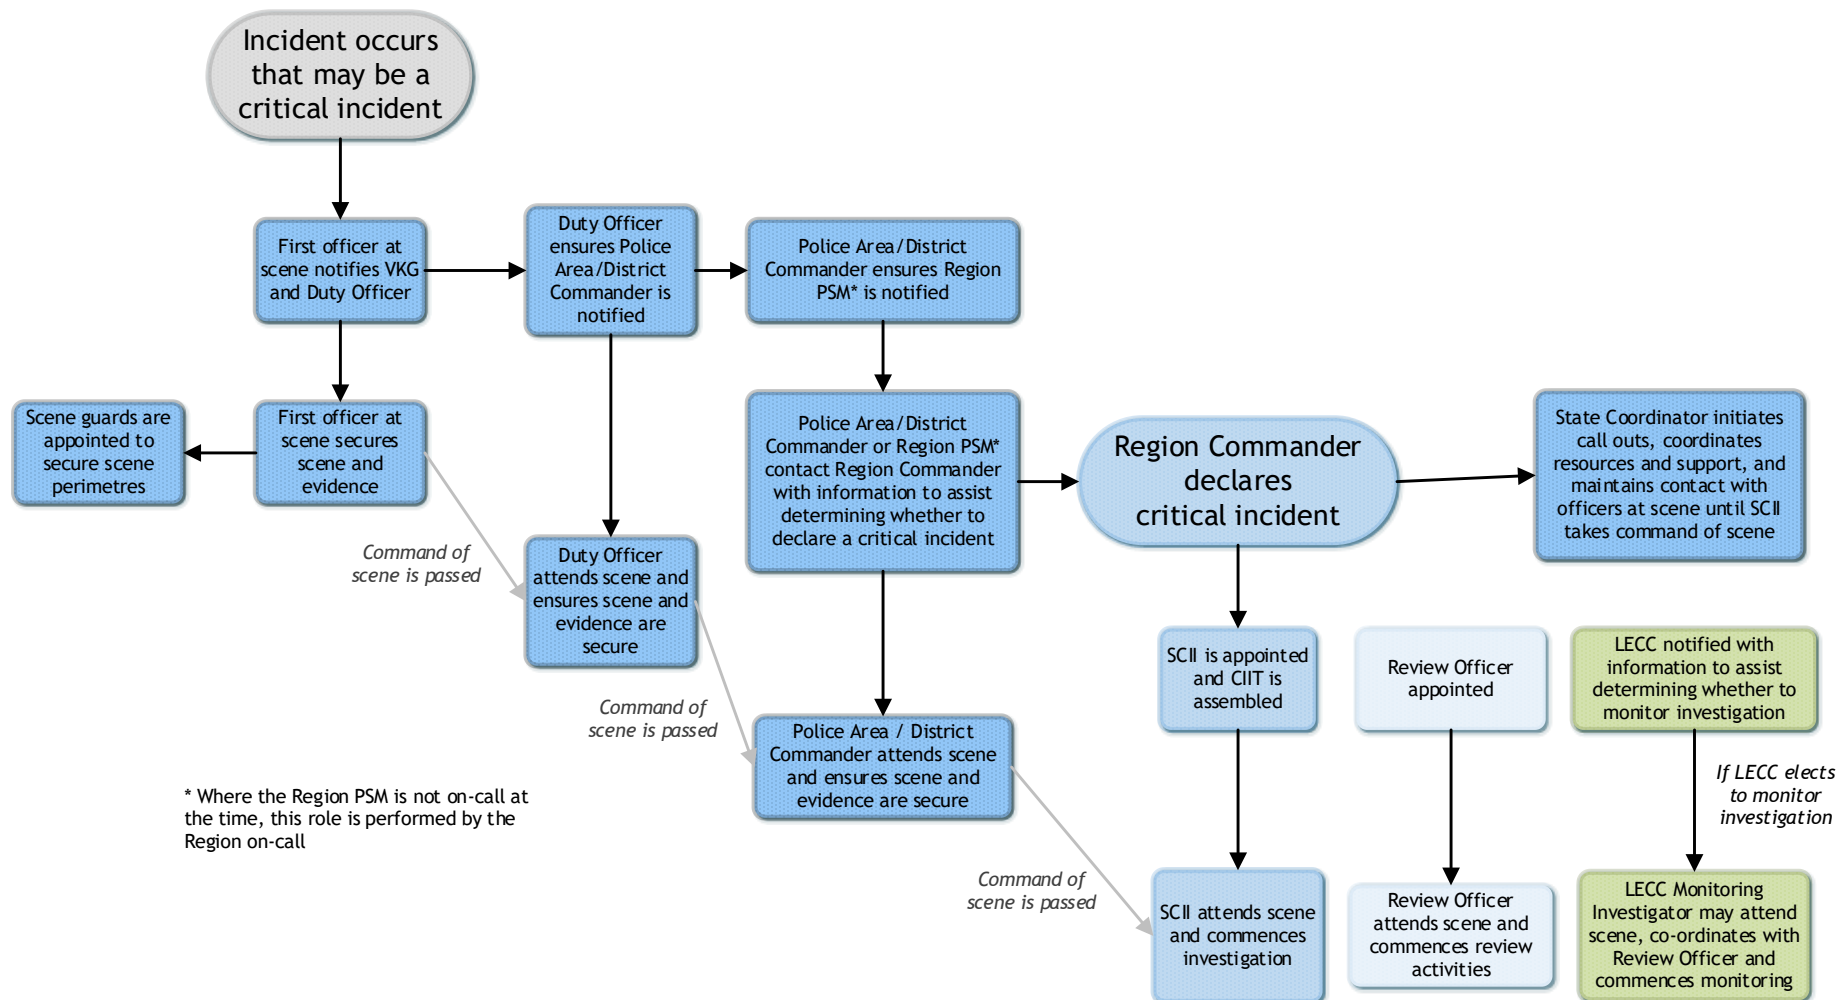 Incident occurs
that may be a
critical incident
First officer at
scene notifies VKG
and Duty Officer
Duty Officer
ensures Police
Area/District
Commander is
notified
Police Area/District
Commander ensures Region
PSM* is notified
Scene guards are
appointed to
secure scene
perimetres
First officer at
scene secures
scene and
evidence
Police Area/District
Commander or Region PSM*
contact Region Commander
with information to assist
determining whether to
declare a critical incident
Region Commander
declares
critical incident
State Coordinator initiates
call outs, coordinates
resources and support, and
maintains contact with
officers at scene until SCII
takes command of scene
Command of
scene is passed
Duty Officer
attends scene and
ensures scene and
evidence are
secure
SCII is appointed
and CIIT is
assembled
Review Officer
appointed
LECC notified with
information to assist
determining whether to
monitor investigation
Command of
scene is passed
Police Area / District
Commander attends scene
and ensures scene and
evidence are secure
If LECC elects
to monitor
investigation
* Where the Region PSM is not on-call at
the time, this role is performed by the
Region on-call
Command of
scene is passed
SCII attends scene
and commences
investigation
Review Officer
attends scene and
commences review
activities
LECC Monitoring
Investigator may attend
scene, co-ordinates with
Review Officer and
commences monitoring